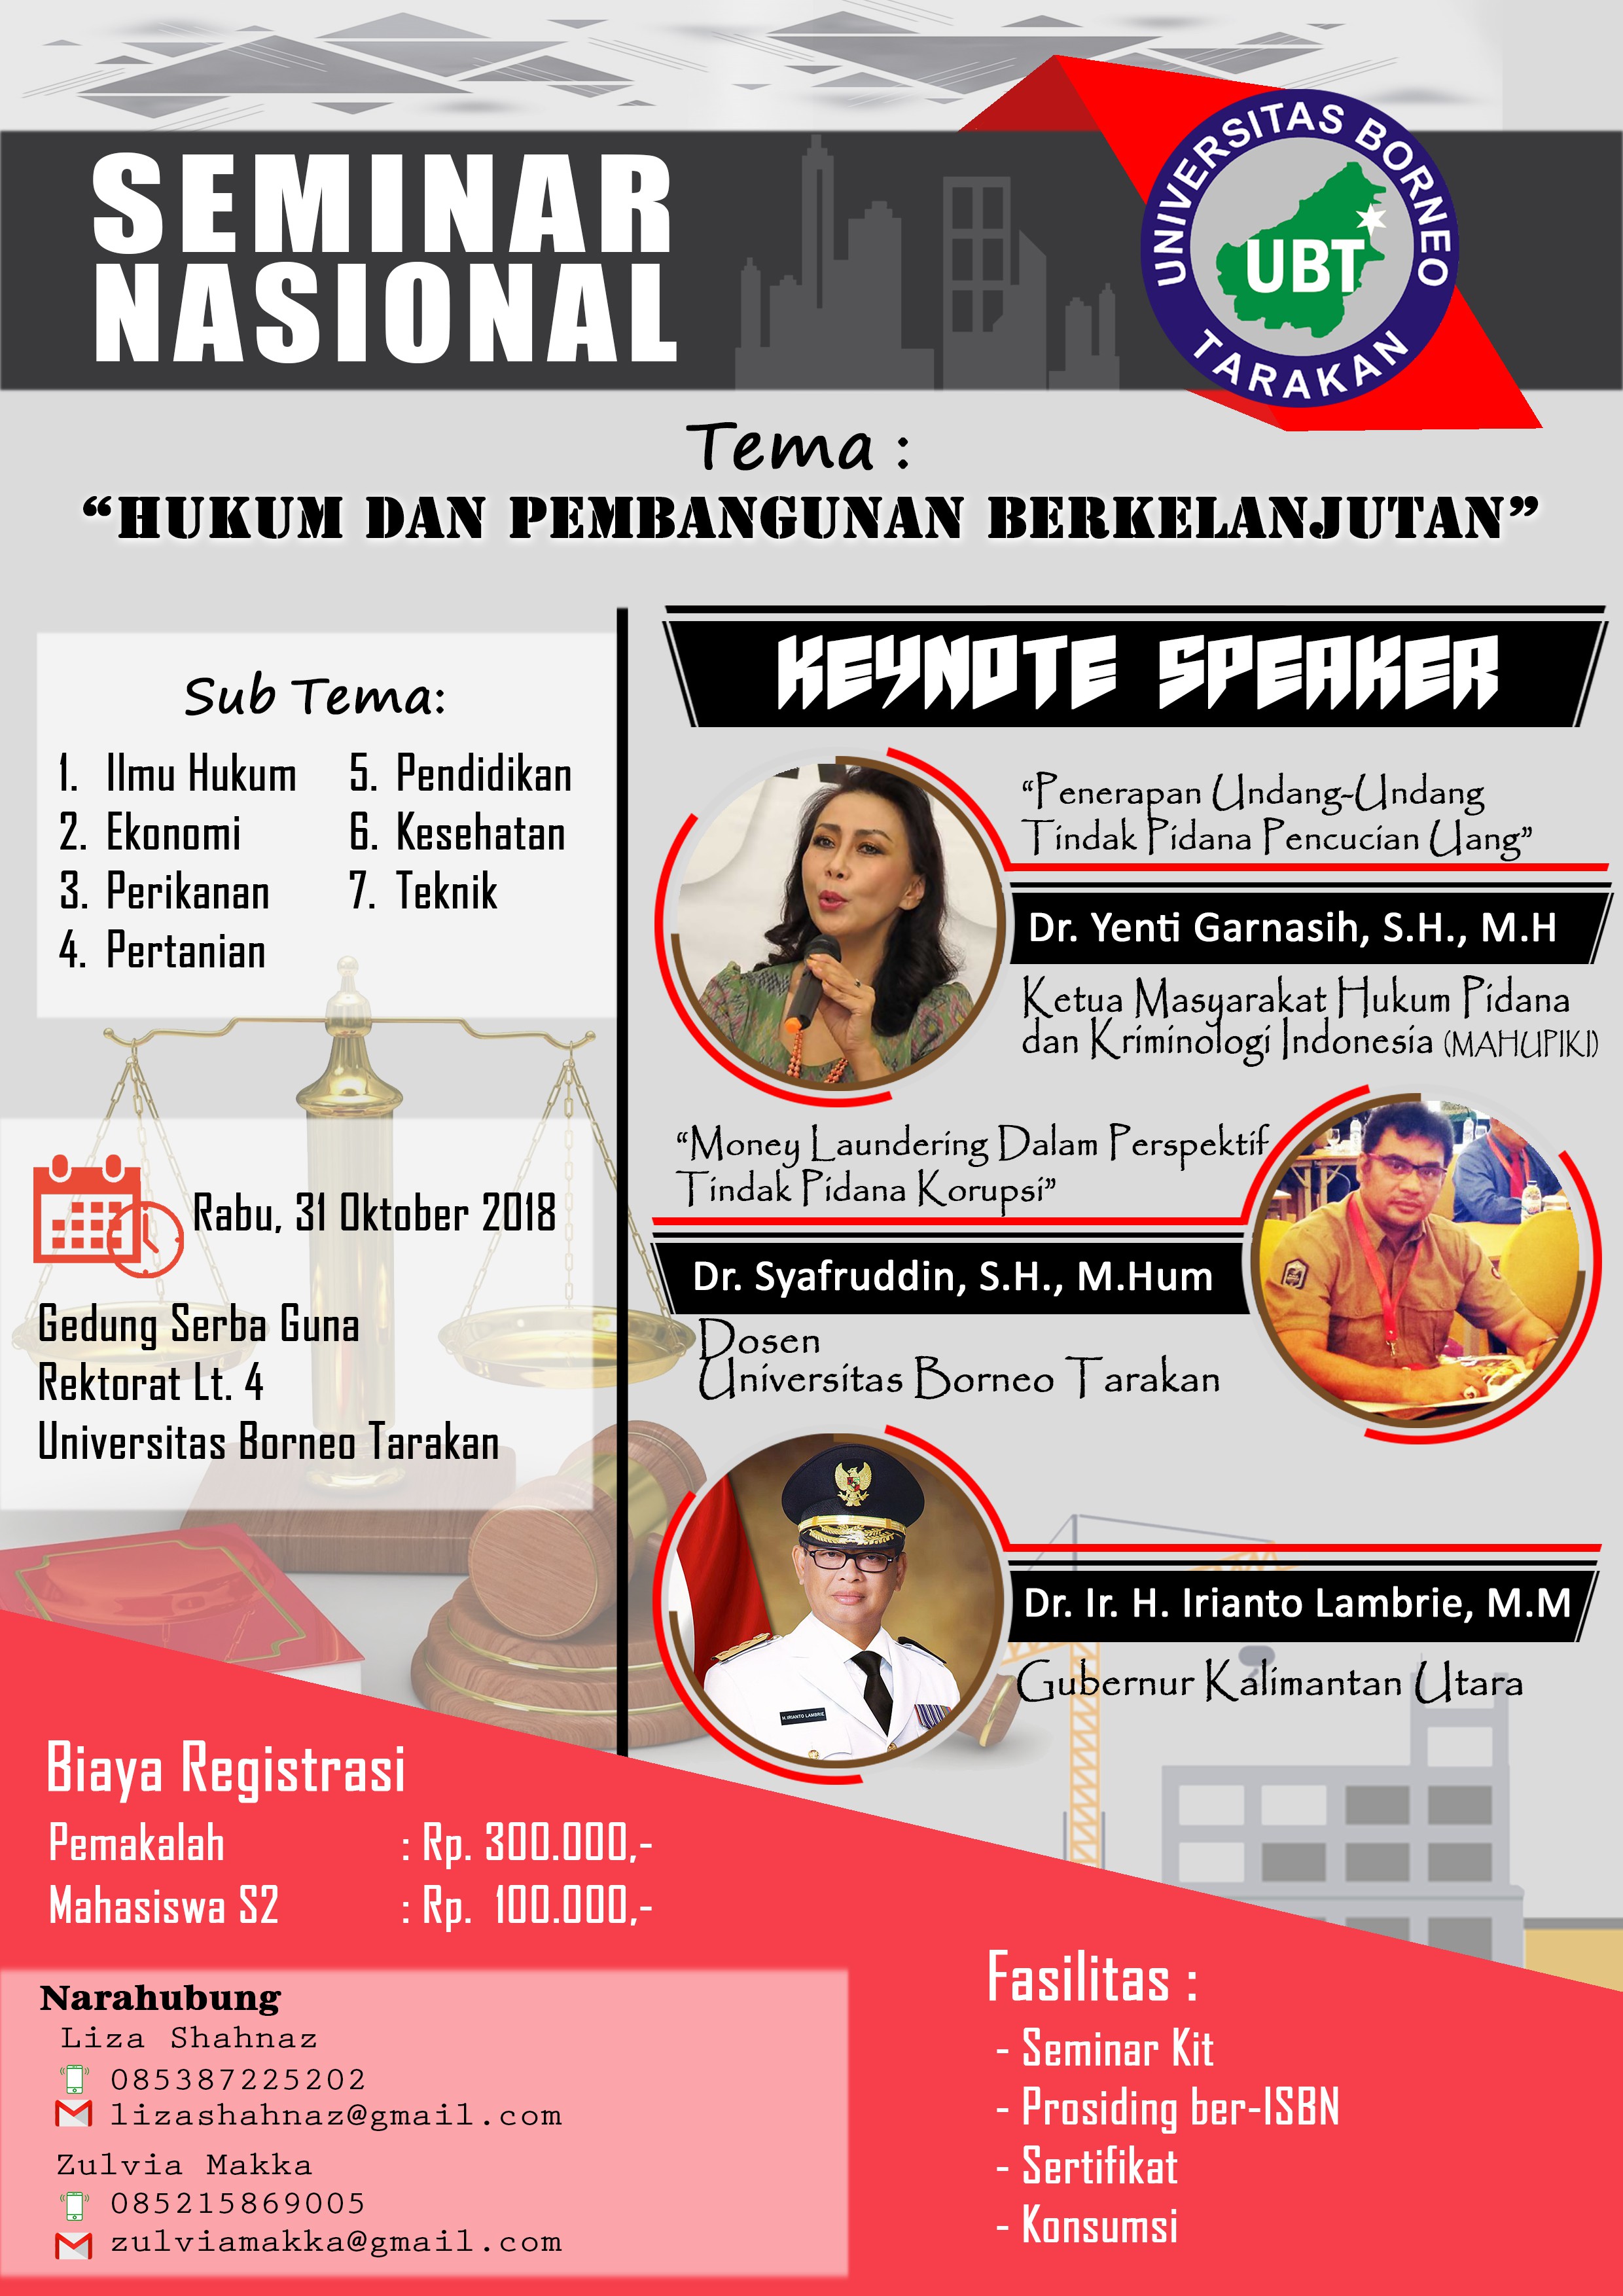 SEMINAR
NASIONAL
UNIVERSITAS BORNEO
UBT
TARAKAN
Tema :
“HUKUM DAN PEMBANGUNAN BERKELANJUTAN”
Sub Tema:
1. Ilmu Hukum
2. Ekonomi
3. Perikanan
4. Pertanian
5. Pendidikan
6. Kesehatan
7. Teknik
Rabu, 31 Oktober 2018
Gedung Serba Guna
Rektorat Lt. 4
Universitas Borneo Tarakan
KEYNOTE SPEAKER
“Penerapan Undang-Undang
Tindak Pidana Pencucian Uang”
Dr. Yenti Garnasih, S.H., M.H
Ketua Masyarakat Hukum Pidana
dan Kriminologi Indonesia (MAHUPIKI)
“Money Laundering Dalam Perspektif
Tindak Pidana Korupsi”
Dr. Syafruddin, S.H., M.Hum
Dosen
Universitas Borneo Tarakan
H. IRIANTO LAMBRIE
Dr. Ir. H. Irianto Lambrie, M.M
Gubernur Kalimantan Utara
Biaya Registrasi
Pemakalah : Rp. 300.000,-
Mahasiswa S2 : Rp. 100.000,-
Narahubung
Liza Shahnaz
085387225202
lizashahnaz@gmail.com
Zulvia Makka
085215869005
zulviamakka@gmail.com
Fasilitas :
- Seminar Kit
- Prosiding ber-ISBN
- Sertifikat
- Konsumsi